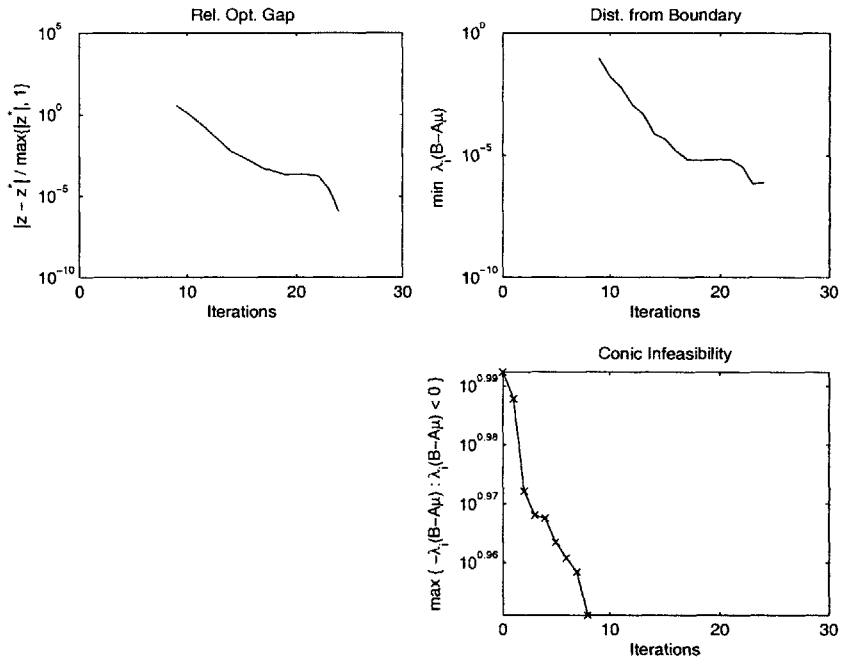 Rel. Opt. Gap
|z − z*| / max{|z*|, 1}
10^5
10^0
10^−5
10^−10
0
10
20
30
Iterations
Dist. from Boundary
min λ_i(B−Aμ)
10^0
10^−5
10^−10
0
10
20
30
Iterations
Conic Infeasibility
max { −λ_i(B−Aμ) : λ_i(B−Aμ) < 0 }
10^0.99
10^0.98
10^0.97
10^0.96
0
10
20
30
Iterations